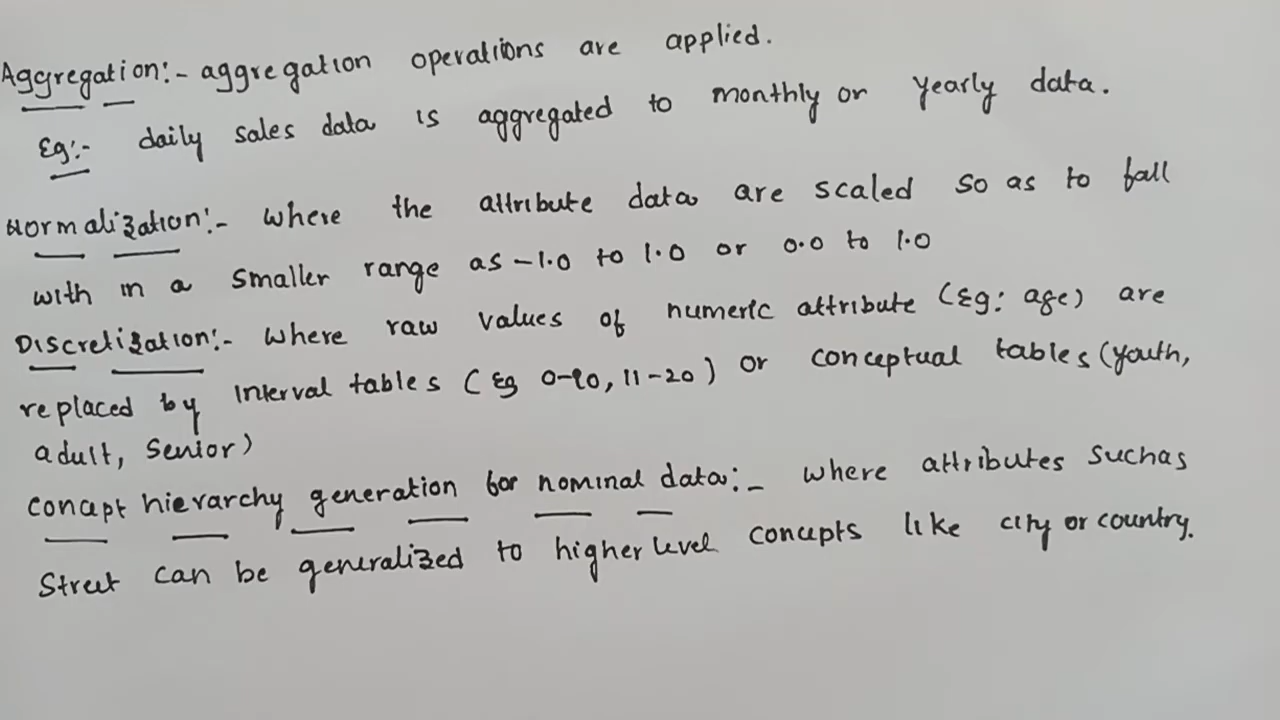 Aggregation:- aggregation operations are applied.
Eg:- daily sales data is aggregated to monthly or yearly data.
Normalization:- where the attribute data are scaled so as to fall
with in a smaller range as -1.0 to 1.0 or 0.0 to 1.0
Discretization:- where raw values of numeric attribute (Eg: age) are
replaced by interval tables (Eg 0-10, 11-20) or conceptual tables (youth,
adult, senior)
concept hierarchy generation for nominal data:- where attributes suchas
Street can be generalized to higher level concepts like city or country.